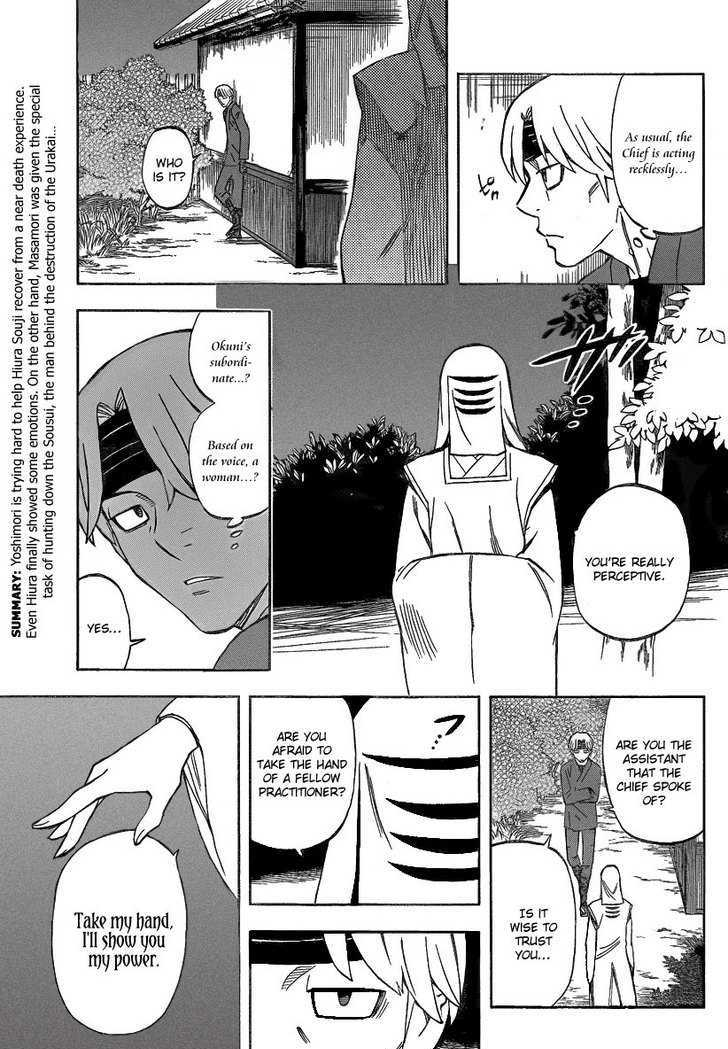 SUMMARY: Yoshimori is trying hard to help Hiura Souji recover from a near death experience.
Even Hiura finally showed some emotions. On the other hand, Masamori was given the special
task of hunting down the Sousui, the man behind the destruction of the Urakai...
As usual, the
Chief is acting
recklessly...
WHO
IS IT?
YOU'RE REALLY
PERCEPTIVE.
Okuni's
subordi-
nate...?
Based on
the voice, a
woman...?
YES...
ARE YOU THE
ASSISTANT
THAT THE
CHIEF SPOKE
OF?
IS IT
WISE TO
TRUST
YOU...
?
ARE YOU
AFRAID TO
TAKE THE HAND
OF A FELLOW
PRACTITIONER?
Take my hand,
I'll show you
my power.